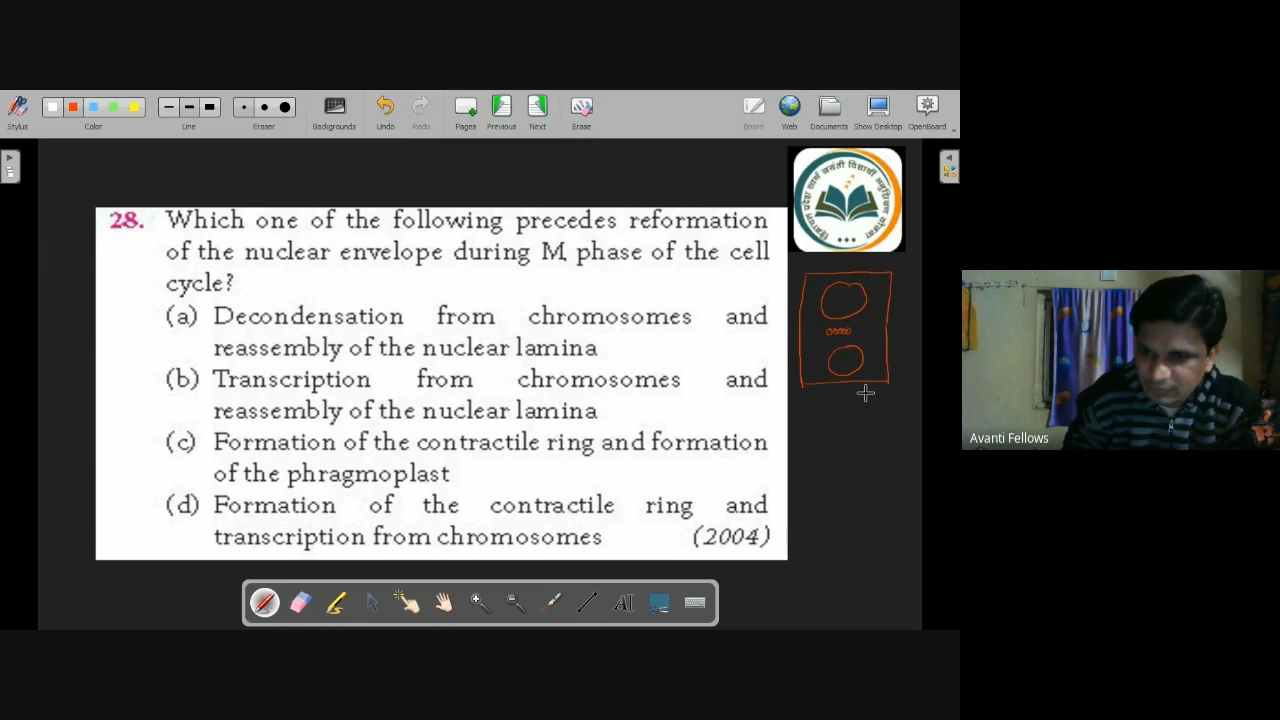 Stylus
Color
Line
Eraser
Backgrounds
Undo
Redo
Pages
Previous
Next
Erase
Board
Web
Documents
Show Desktop
OpenBoard
28. Which one of the following precedes reformation
of the nuclear envelope during M phase of the cell
cycle?
(a) Decondensation from chromosomes and
reassembly of the nuclear lamina
(b) Transcription from chromosomes and
reassembly of the nuclear lamina
(c) Formation of the contractile ring and formation
of the phragmoplast
(d) Formation of the contractile ring and
transcription from chromosomes (2004)
AI
Avanti Fellows